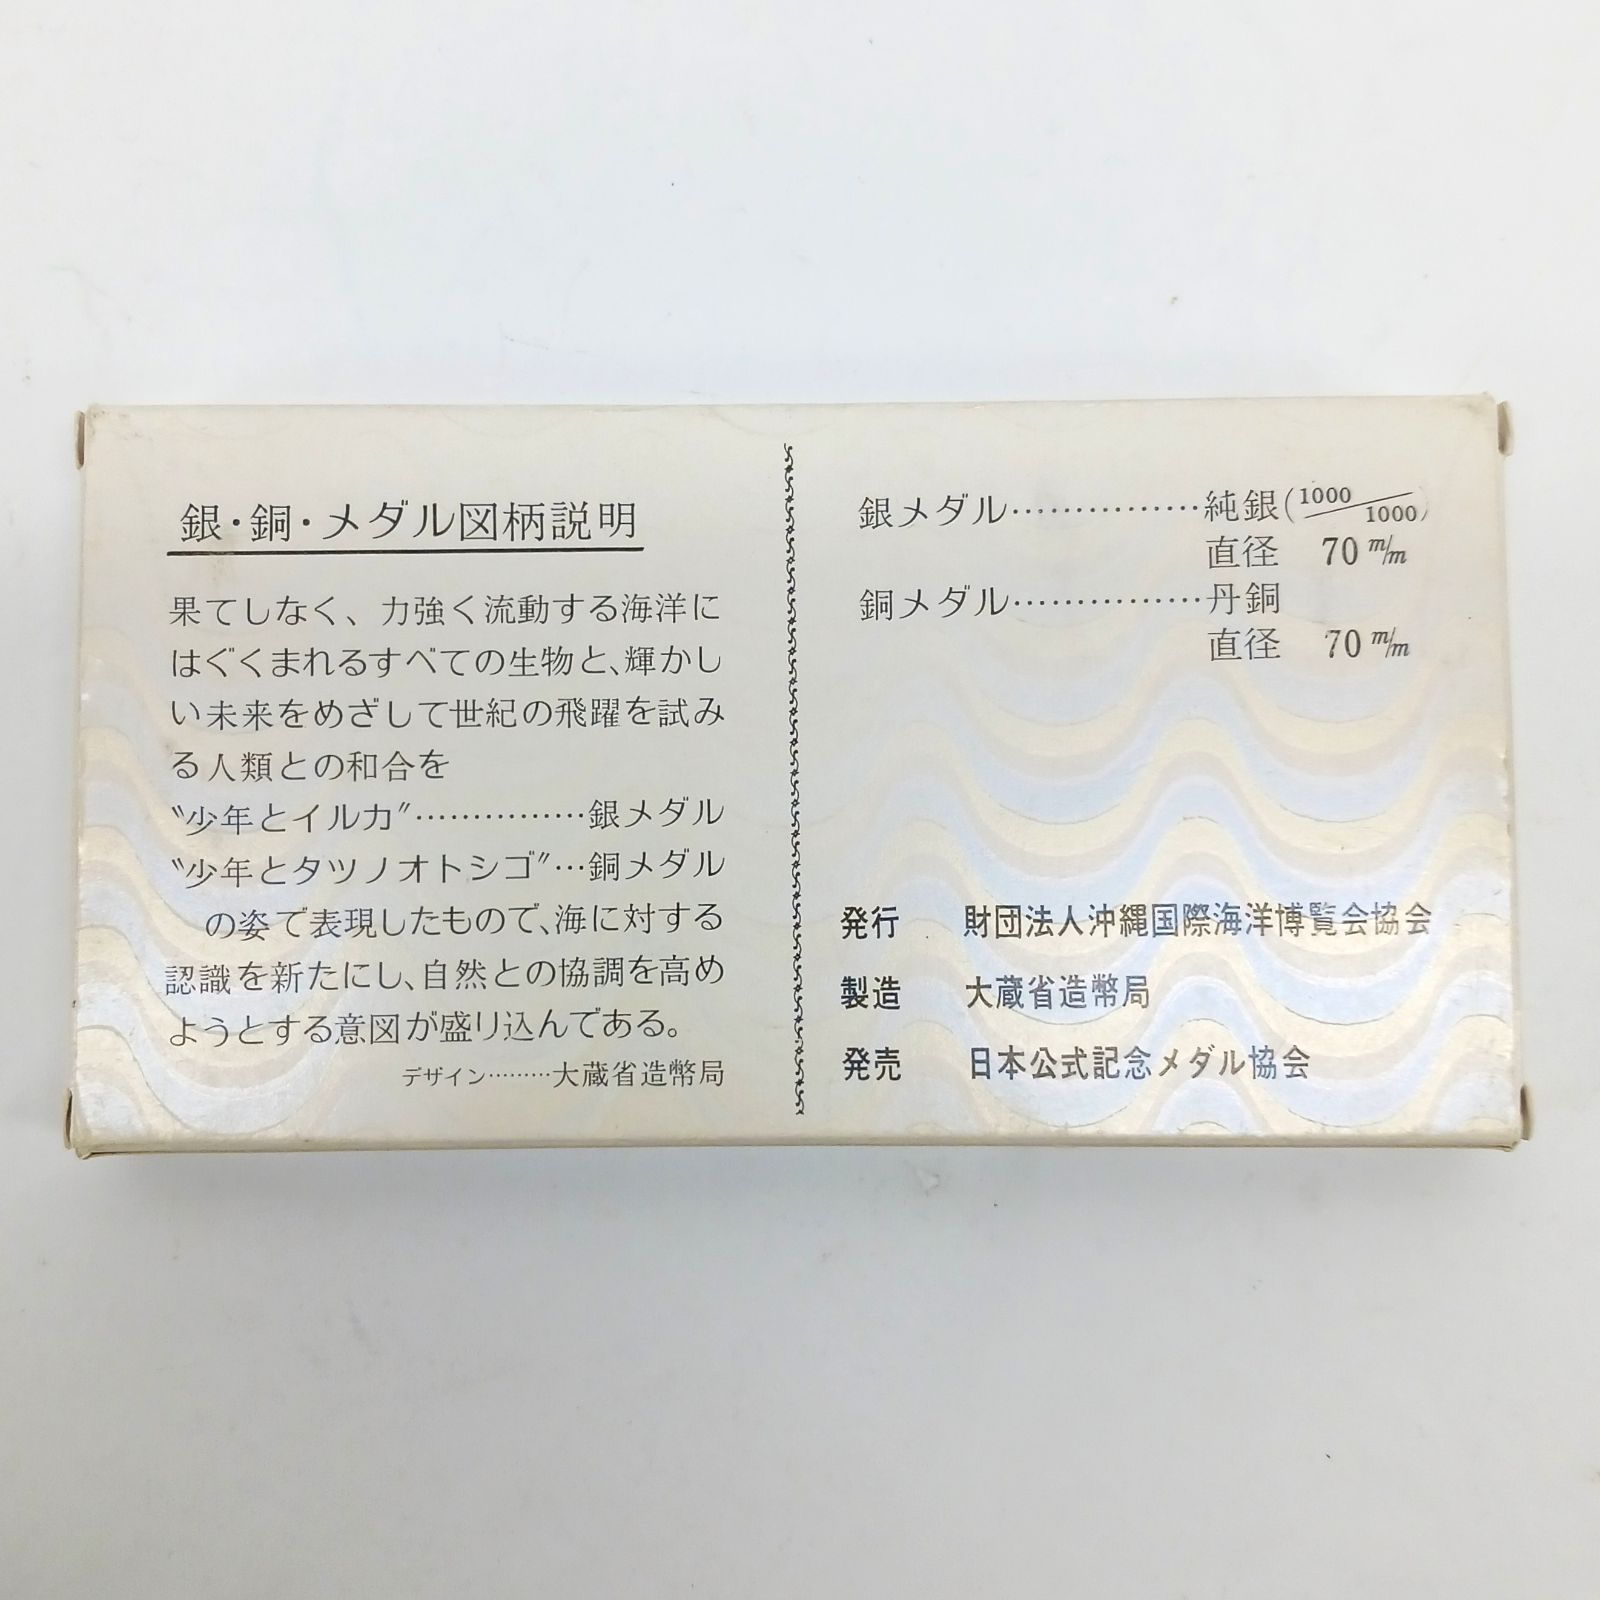 銀・銅・メダル図柄説明
果てしなく、力強く流動する海洋に
はぐくまれるすべての生物と、輝かし
い未来をめざして世紀の飛躍を試み
る人類との和合を
〝少年とイルカ〟……………銀メダル
〝少年とタツノオトシゴ〟…銅メダル
の姿で表現したもので、海に対する
認識を新たにし、自然との協調を高め
ようとする意図が盛り込んである。
デザイン………大蔵省造幣局
銀メダル……………純銀(1000/1000)
直径 70 m/m
銅メダル……………丹銅
直径 70 m/m
発行 財団法人沖縄国際海洋博覧会協会
製造 大蔵省造幣局
発売 日本公式記念メダル協会